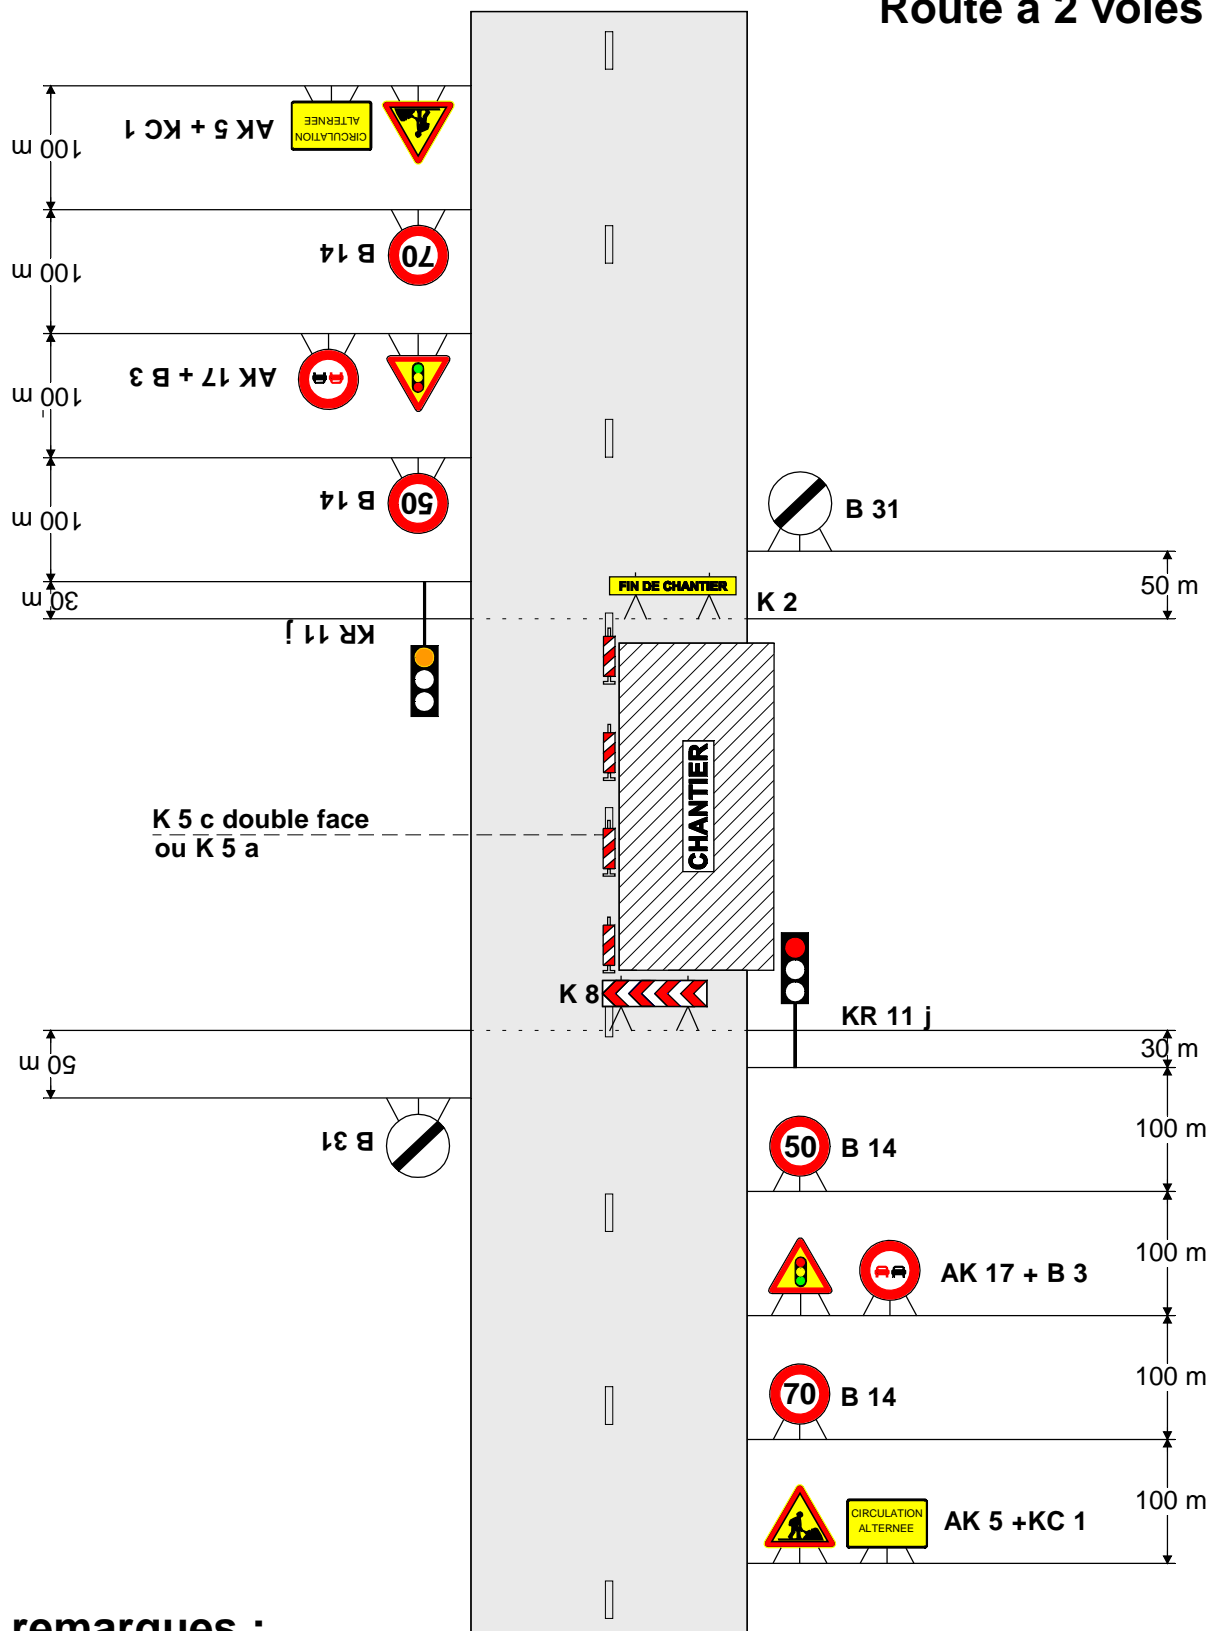 Route à 2 voies
CIRCULATION
ALTERNEE
AK 5 + KC 1
100 m
70
B 14
100 m
AK 17 + B 3
100 m
50
B 14
100 m
B 31
FIN DE CHANTIER
K 2
50 m
30 m
KR 11 j
CHANTIER
K 5 c double face
ou K 5 a
K 8
KR 11 j
30 m
50 m
B 31
50
B 14
100 m
AK 17 + B 3
100 m
70
B 14
100 m
CIRCULATION
ALTERNEE
AK 5 +KC 1
100 m
remarques :